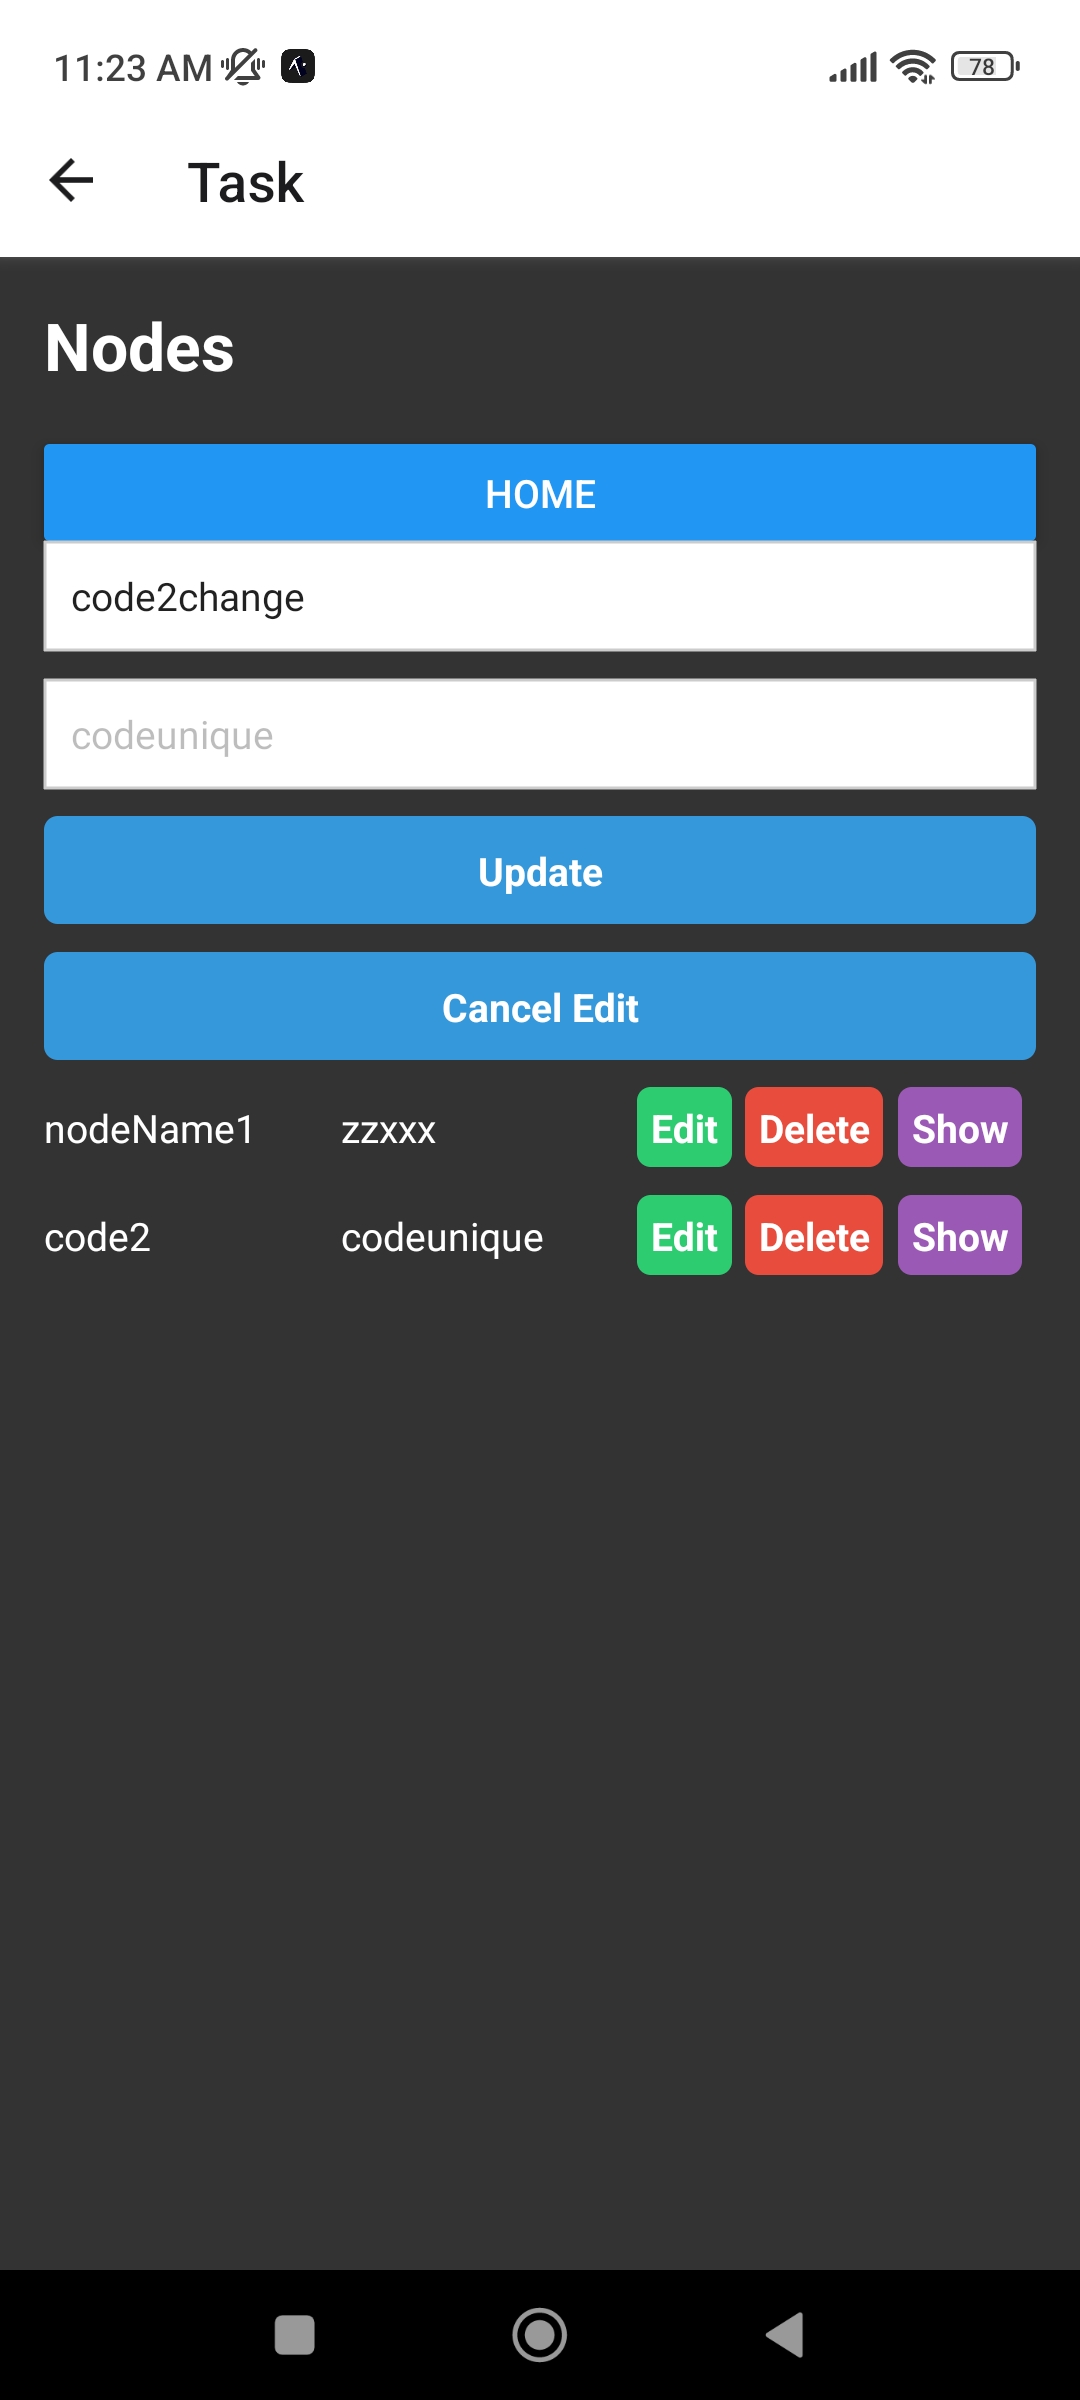 11:23 AM 78
Task
Nodes
HOME
code2change
codeunique
Update
Cancel Edit
nodeName1 zzxxx Edit Delete Show
code2 codeunique Edit Delete Show